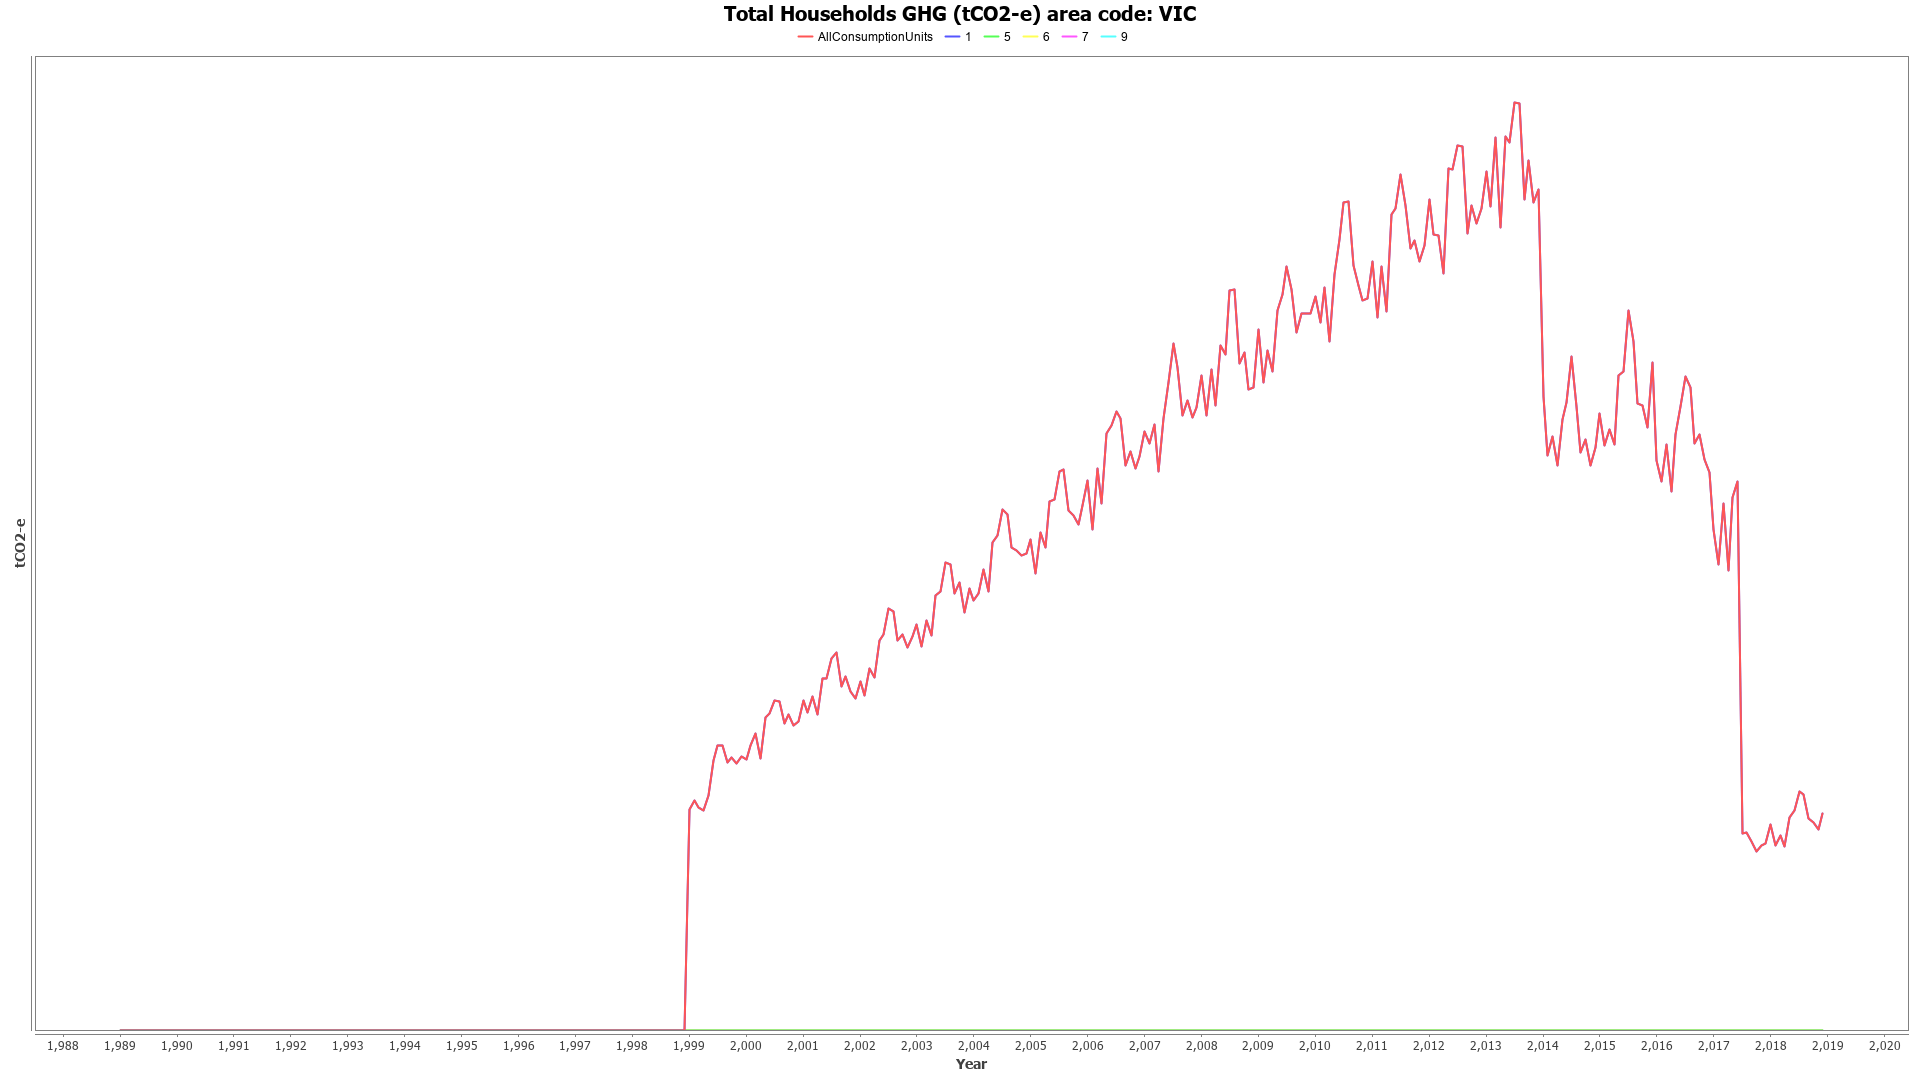 Total Households GHG (tCO2-e) area code: VIC
AllConsumptionUnits 1 5 6 7 9
tCO2-e
1,988 1,989 1,990 1,991 1,992 1,993 1,994 1,995 1,996 1,997 1,998 1,999 2,000 2,001 2,002 2,003 2,004 2,005 2,006 2,007 2,008 2,009 2,010 2,011 2,012 2,013 2,014 2,015 2,016 2,017 2,018 2,019 2,020
Year